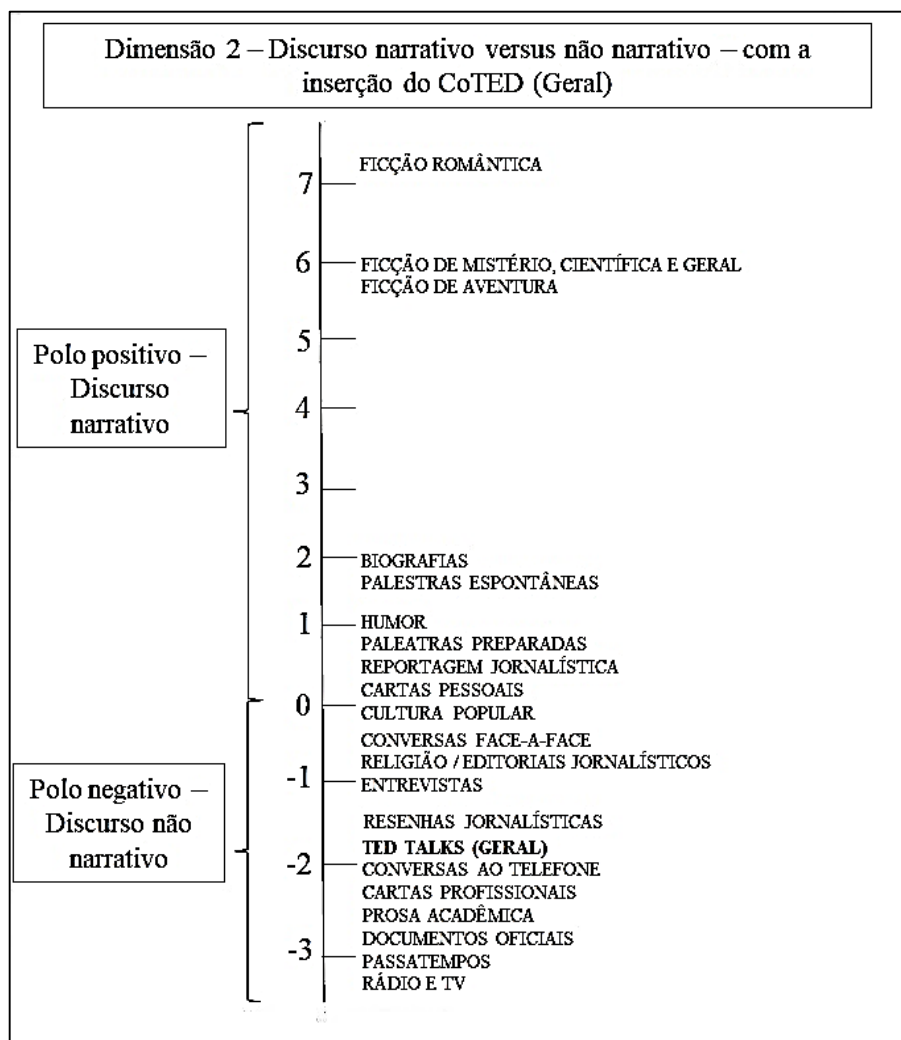 Dimensão 2 – Discurso narrativo versus não narrativo – com a
inserção do CoTED (Geral)
FICÇÃO ROMÂNTICA
7
6
FICÇÃO DE MISTÉRIO, CIENTÍFICA E GERAL
FICÇÃO DE AVENTURA
5
Polo positivo –
Discurso
narrativo
4
3
2
BIOGRAFIAS
PALESTRAS ESPONTÂNEAS
1
HUMOR
PALEATRAS PREPARADAS
REPORTAGEM JORNALÍSTICA
CARTAS PESSOAIS
0
CULTURA POPULAR
CONVERSAS FACE-A-FACE
RELIGIÃO / EDITORIAIS JORNALÍSTICOS
-1
ENTREVISTAS
Polo negativo –
Discurso não
narrativo
RESENHAS JORNALÍSTICAS
TED TALKS (GERAL)
-2
CONVERSAS AO TELEFONE
CARTAS PROFISSIONAIS
PROSA ACADÊMICA
DOCUMENTOS OFICIAIS
-3
PASSATEMPOS
RÁDIO E TV